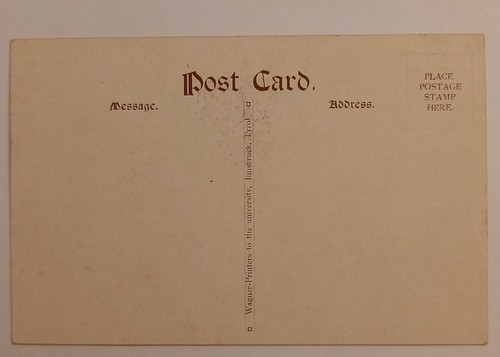 Post Card.
Message.
Address.
PLACE
POSTAGE
STAMP
HERE.
Wagner-Printers to the university, Innsbruck, Tyrol